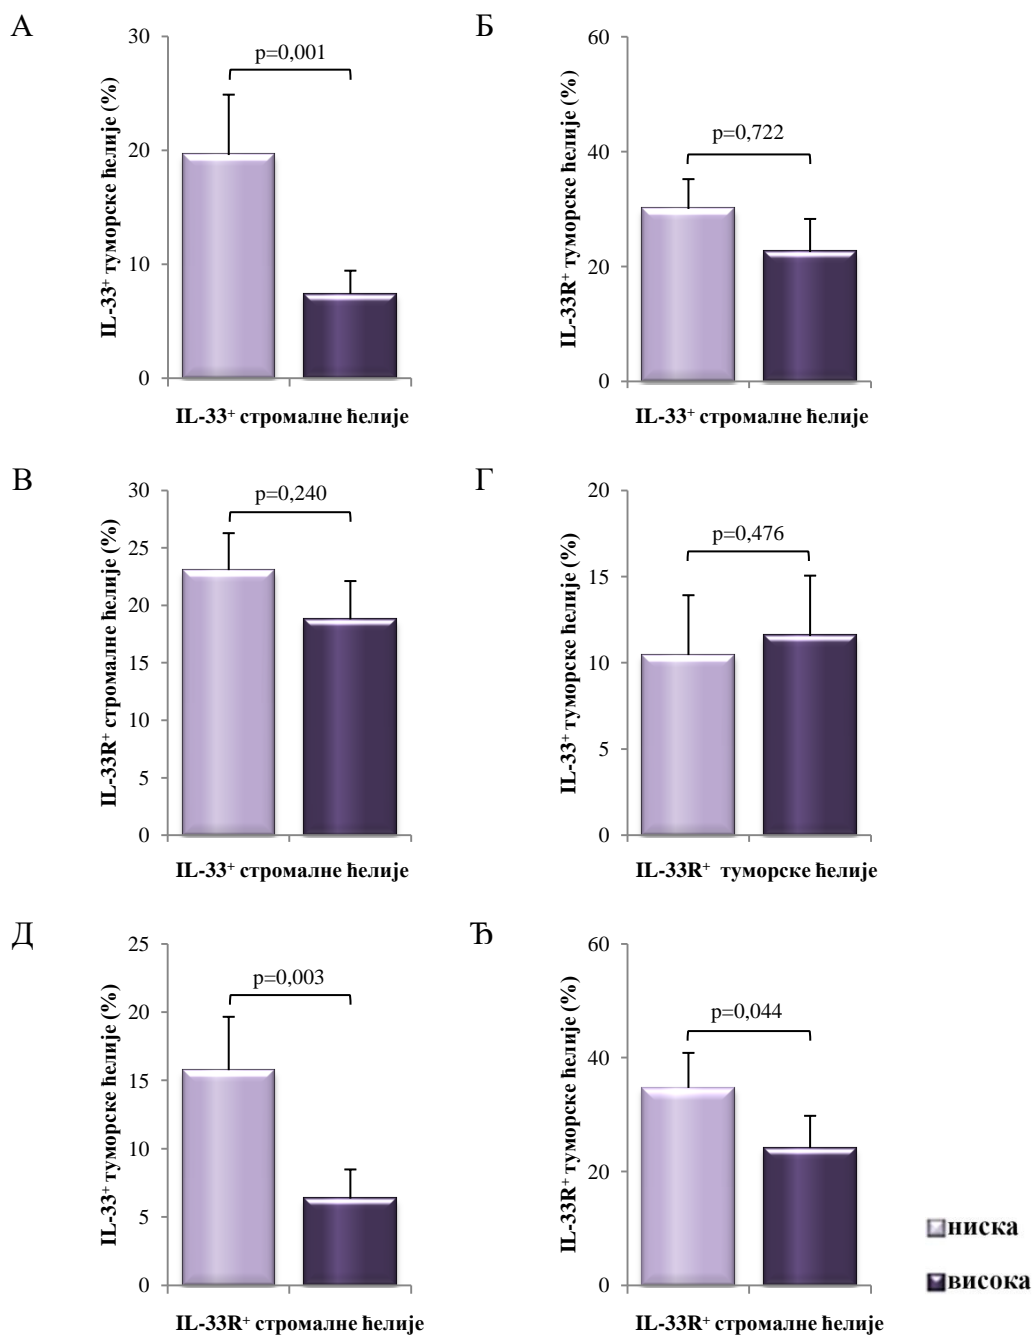 А
IL-33⁺ туморске ћелије (%)
30
20
10
0
p=0,001
IL-33⁺ стромалне ћелије
Б
IL-33R⁺ туморске ћелије (%)
60
40
20
0
p=0,722
IL-33⁺ стромалне ћелије
В
IL-33R⁺ стромалне ћелије (%)
30
25
20
15
10
5
0
p=0,240
IL-33⁺ стромалне ћелије
Г
IL-33⁺ туморске ћелије (%)
20
15
10
5
0
p=0,476
IL-33R⁺ туморске ћелије
Д
IL-33⁺ туморске ћелије (%)
25
20
15
10
5
0
p=0,003
IL-33R⁺ стромалне ћелије
Ђ
IL-33R⁺ туморске ћелије (%)
60
40
20
0
p=0,044
IL-33R⁺ стромалне ћелије
ниска
висока